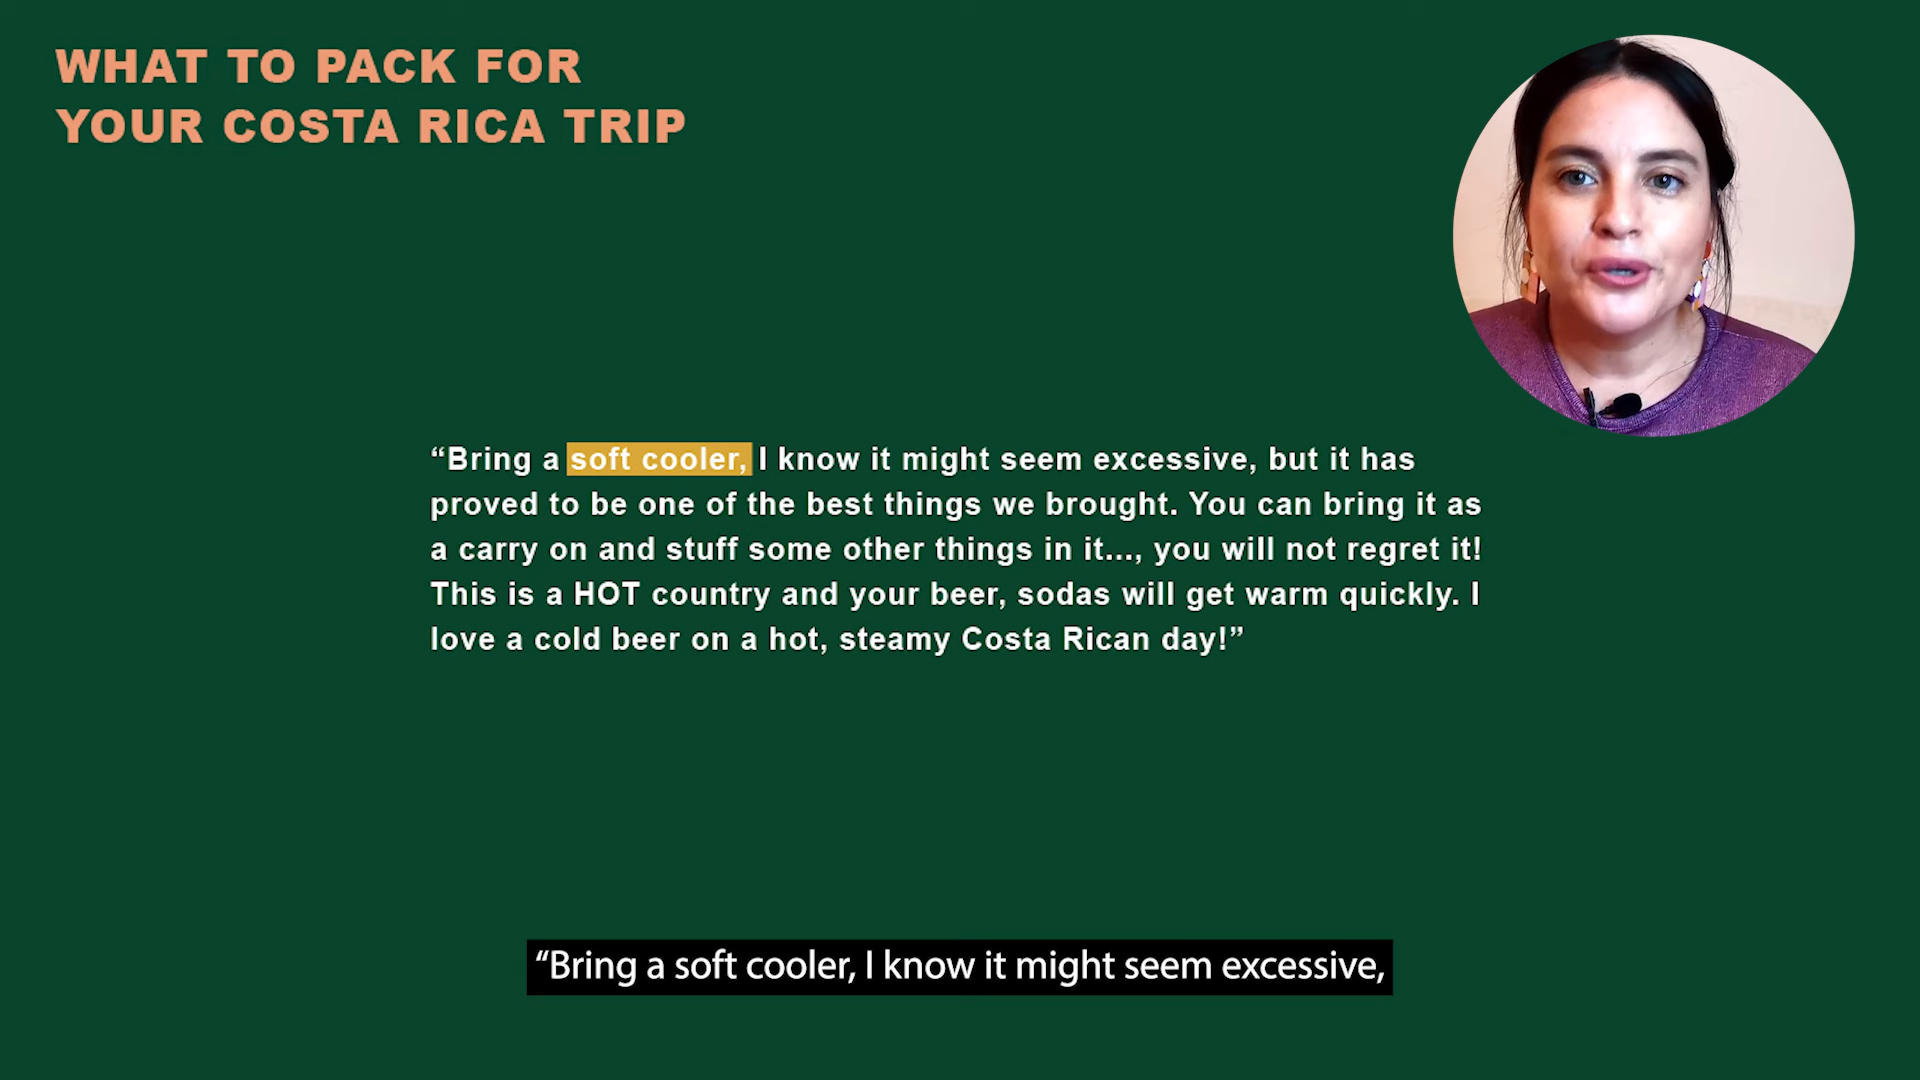 WHAT TO PACK FOR
YOUR COSTA RICA TRIP
“Bring a soft cooler, I know it might seem excessive, but it has
proved to be one of the best things we brought. You can bring it as
a carry on and stuff some other things in it..., you will not regret it!
This is a HOT country and your beer, sodas will get warm quickly. I
love a cold beer on a hot, steamy Costa Rican day!”
“Bring a soft cooler, I know it might seem excessive,